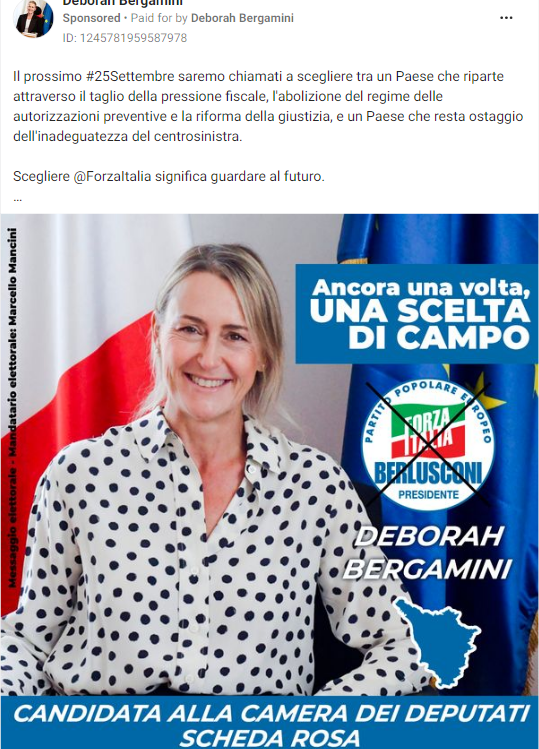 Deborah Bergamini
Sponsored • Paid for by Deborah Bergamini
ID: 1245781959587978
Il prossimo #25Settembre saremo chiamati a scegliere tra un Paese che riparte
attraverso il taglio della pressione fiscale, l'abolizione del regime delle
autorizzazioni preventive e la riforma della giustizia, e un Paese che resta ostaggio
dell'inadeguatezza del centrosinistra.
Scegliere @ForzaItalia significa guardare al futuro.
...
Messaggio elettorale - Mandatario elettorale: Marcello Mancini
Ancora una volta,
UNA SCELTA
DI CAMPO
PARTITO POPOLARE EUROPEO
FORZA
ITALIA
BERLUSCONI
PRESIDENTE
DEBORAH
BERGAMINI
CANDIDATA ALLA CAMERA DEI DEPUTATI
SCHEDA ROSA